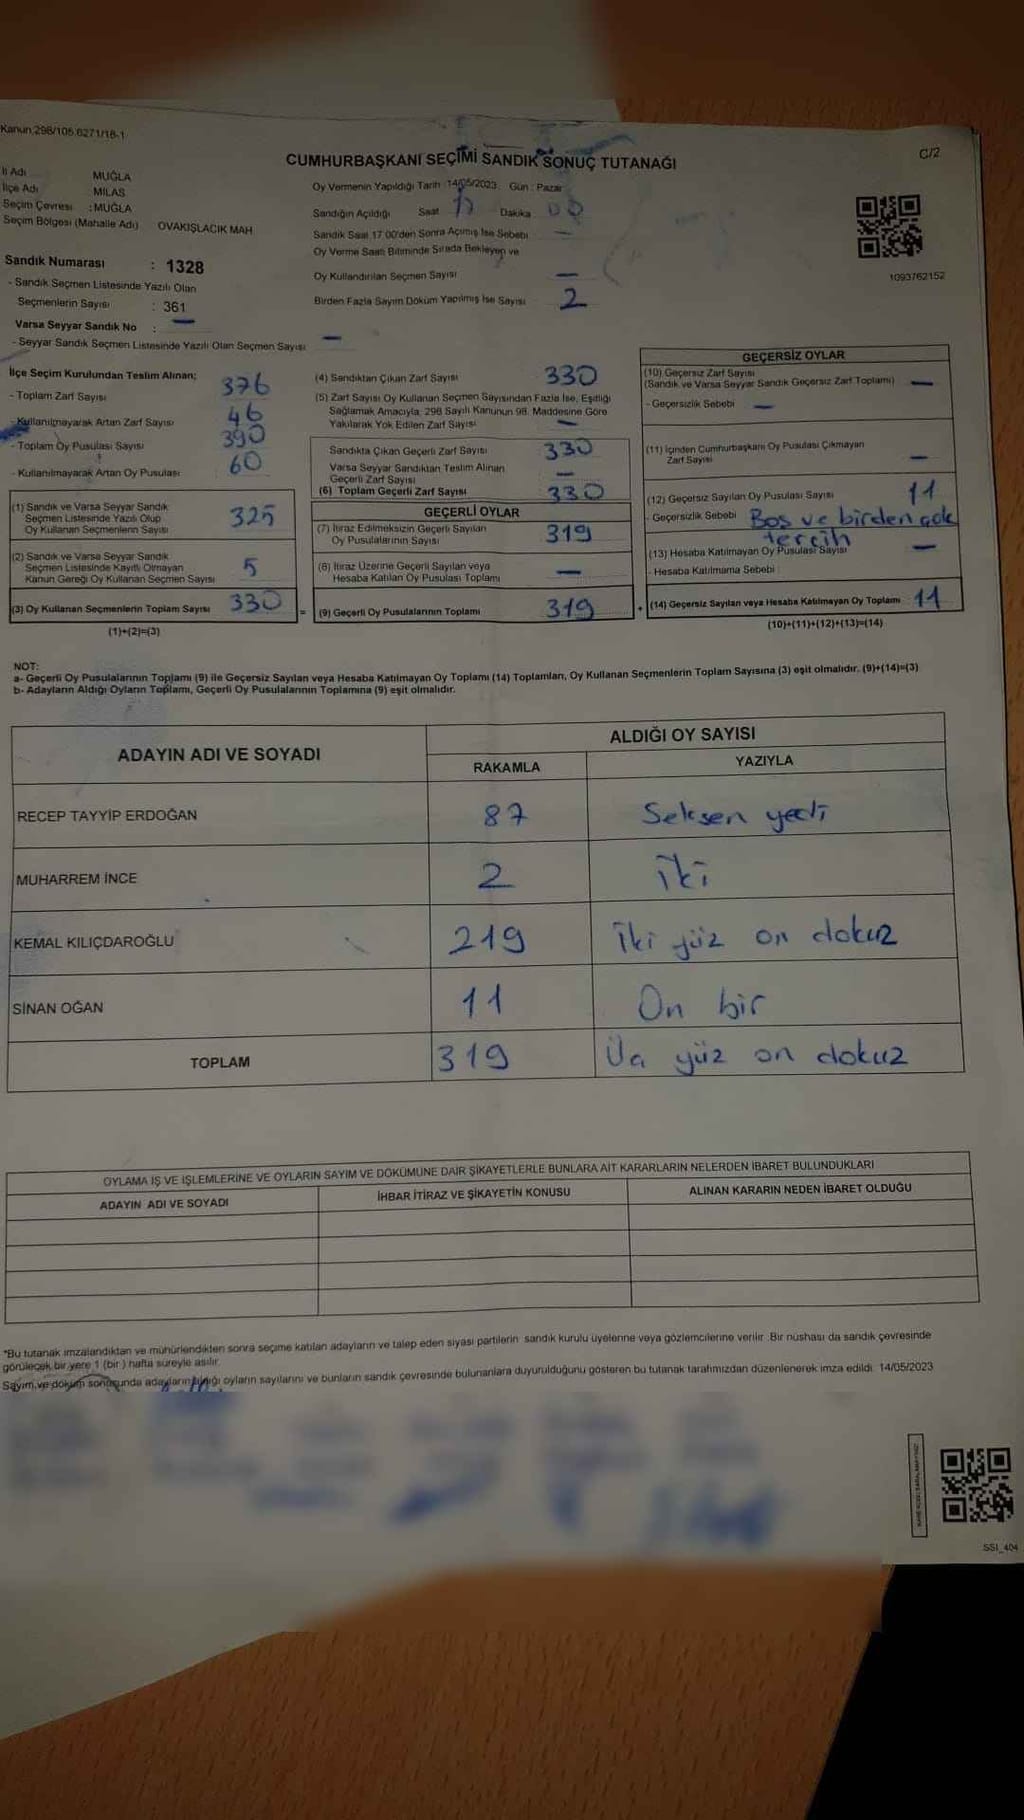 Kanun:298/105.6271/18-1
C/2
CUMHURBAŞKANI SEÇİMİ SANDIK SONUÇ TUTANAĞI
İl Adı MUĞLA
İlçe Adı MİLAS
Seçim Çevresi : MUĞLA
Seçim Bölgesi (Mahalle Adı) OVAKIŞLACIK MAH
Oy Vermenin Yapıldığı Tarih :14/05/2023 Gün : Pazar
Sandığın Açıldığı Saat 17 Dakika 00
Sandık Saat 17:00'den Sonra Açılmış İse Sebebi —
Oy Verme Saati Bitiminde Sırada Bekleyen ve
Oy Kullandırılan Seçmen Sayısı —
Birden Fazla Sayım Döküm Yapılmış İse Sayısı 2
1093762152
Sandık Numarası : 1328
- Sandık Seçmen Listesinde Yazılı Olan
Seçmenlerin Sayısı : 361
Varsa Seyyar Sandık No : —
- Seyyar Sandık Seçmen Listesinde Yazılı Olan Seçmen Sayısı —
İlçe Seçim Kurulundan Teslim Alınan;
- Toplam Zarf Sayısı 376
- Kullanılmayarak Artan Zarf Sayısı 46
- Toplam Oy Pusulası Sayısı 390
- Kullanılmayarak Artan Oy Pusulası 60
(1) Sandık ve Varsa Seyyar Sandık
Seçmen Listesinde Yazılı Olup
Oy Kullanan Seçmenlerin Sayısı 325
(2) Sandık ve Varsa Seyyar Sandık
Seçmen Listesinde Kayıtlı Olmayan
Kanun Gereği Oy Kullanan Seçmen Sayısı 5
(3) Oy Kullanan Seçmenlerin Toplam Sayısı 330 =
(1)+(2)=(3)
(4) Sandıktan Çıkan Zarf Sayısı 330
(5) Zarf Sayısı Oy Kullanan Seçmen Sayısından Fazla İse, Eşitliği
Sağlamak Amacıyla, 298 Sayılı Kanunun 98. Maddesine Göre
Yakılarak Yok Edilen Zarf Sayısı —
Sandıkta Çıkan Geçerli Zarf Sayısı 330
Varsa Seyyar Sandıktan Teslim Alınan
Geçerli Zarf Sayısı —
(6) Toplam Geçerli Zarf Sayısı 330
GEÇERLİ OYLAR
(7) İtiraz Edilmeksizin Geçerli Sayılan
Oy Pusulalarının Sayısı 319
(8) İtiraz Üzerine Geçerli Sayılan veya
Hesaba Katılan Oy Pusulası Toplamı —
(9) Geçerli Oy Pusulalarının Toplamı 319 +
GEÇERSİZ OYLAR
(10) Geçersiz Zarf Sayısı
(Sandık ve Varsa Seyyar Sandık Geçersiz Zarf Toplamı) —
- Geçersizlik Sebebi —
(11) İçinden Cumhurbaşkanı Oy Pusulası Çıkmayan
Zarf Sayısı —
(12) Geçersiz Sayılan Oy Pusulası Sayısı 11
- Geçersizlik Sebebi Boş ve birden çok
tercih
(13) Hesaba Katılmayan Oy Pusulası Sayısı —
- Hesaba Katılmama Sebebi :
(14) Geçersiz Sayılan veya Hesaba Katılmayan Oy Toplamı 11
(10)+(11)+(12)+(13)=(14)
NOT:
a- Geçerli Oy Pusulalarının Toplamı (9) ile Geçersiz Sayılan veya Hesaba Katılmayan Oy Toplamı (14) Toplamları, Oy Kullanan Seçmenlerin Toplam Sayısına (3) eşit olmalıdır. (9)+(14)=(3)
b- Adayların Aldığı Oyların Toplamı, Geçerli Oy Pusulalarının Toplamına (9) eşit olmalıdır.
ADAYIN ADI VE SOYADI
ALDIĞI OY SAYISI
RAKAMLA YAZIYLA
RECEP TAYYİP ERDOĞAN 87 Seksen yedi
MUHARREM İNCE 2 iki
KEMAL KILIÇDAROĞLU 219 iki yüz on dokuz
SİNAN OĞAN 11 On bir
TOPLAM 319 Üç yüz on dokuz
OYLAMA İŞ VE İŞLEMLERİNE VE OYLARIN SAYIM VE DÖKÜMÜNE DAİR ŞİKAYETLERLE BUNLARA AİT KARARLARIN NELERDEN İBARET BULUNDUKLARI
ADAYIN ADI VE SOYADI İHBAR İTİRAZ VE ŞİKAYETİN KONUSU ALINAN KARARIN NEDEN İBARET OLDUĞU
*Bu tutanak imzalandıktan ve mühürlendikten sonra seçime katılan adayların ve talep eden siyasi partilerin sandık kurulu üyelerine veya gözlemcilerine verilir. Bir nüshası da sandık çevresinde
görülecek bir yere 1 (bir) hafta süreyle asılır.
Sayım ve döküm sonucunda adayların aldığı oyların sayılarını ve bunların sandık çevresinde bulunanlara duyurulduğunu gösteren bu tutanak tarafımızdan düzenlenerek imza edildi. 14/05/2023
SSI_404